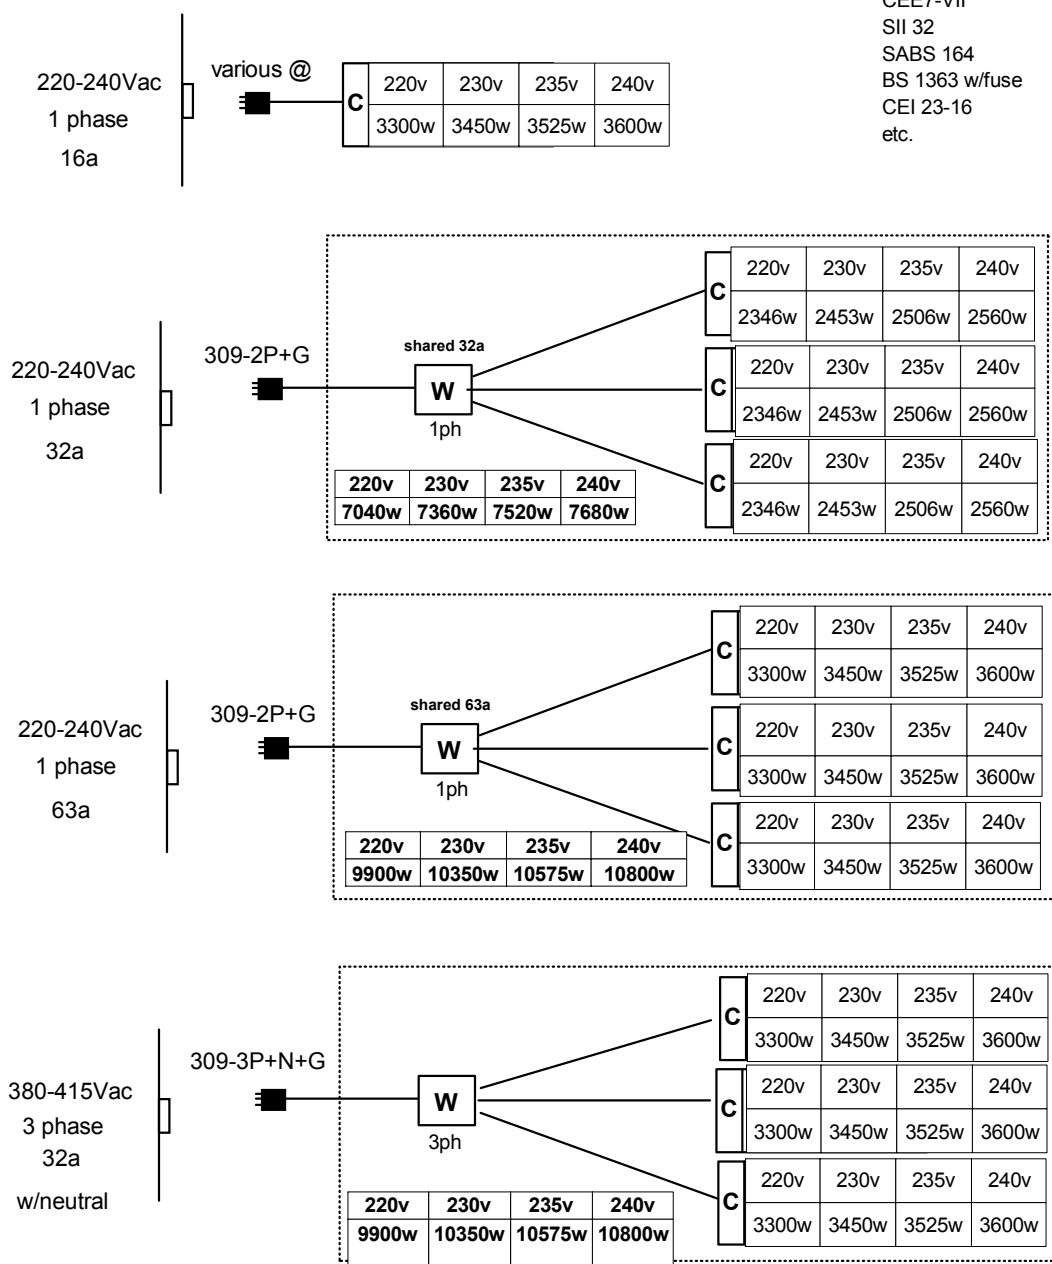 CEE7-VII
SII 32
SABS 164
BS 1363 w/fuse
CEI 23-16
etc.
220-240Vac
1 phase
16a
various @
C
220v 230v 235v 240v
3300w 3450w 3525w 3600w
220-240Vac
1 phase
32a
309-2P+G
shared 32a
W
1ph
220v 230v 235v 240v
7040w 7360w 7520w 7680w
C
220v 230v 235v 240v
2346w 2453w 2506w 2560w
C
220v 230v 235v 240v
2346w 2453w 2506w 2560w
C
220v 230v 235v 240v
2346w 2453w 2506w 2560w
220-240Vac
1 phase
63a
309-2P+G
shared 63a
W
1ph
220v 230v 235v 240v
9900w 10350w 10575w 10800w
C
220v 230v 235v 240v
3300w 3450w 3525w 3600w
C
220v 230v 235v 240v
3300w 3450w 3525w 3600w
C
220v 230v 235v 240v
3300w 3450w 3525w 3600w
380-415Vac
3 phase
32a
w/neutral
309-3P+N+G
W
3ph
220v 230v 235v 240v
9900w 10350w 10575w 10800w
C
220v 230v 235v 240v
3300w 3450w 3525w 3600w
C
220v 230v 235v 240v
3300w 3450w 3525w 3600w
C
220v 230v 235v 240v
3300w 3450w 3525w 3600w